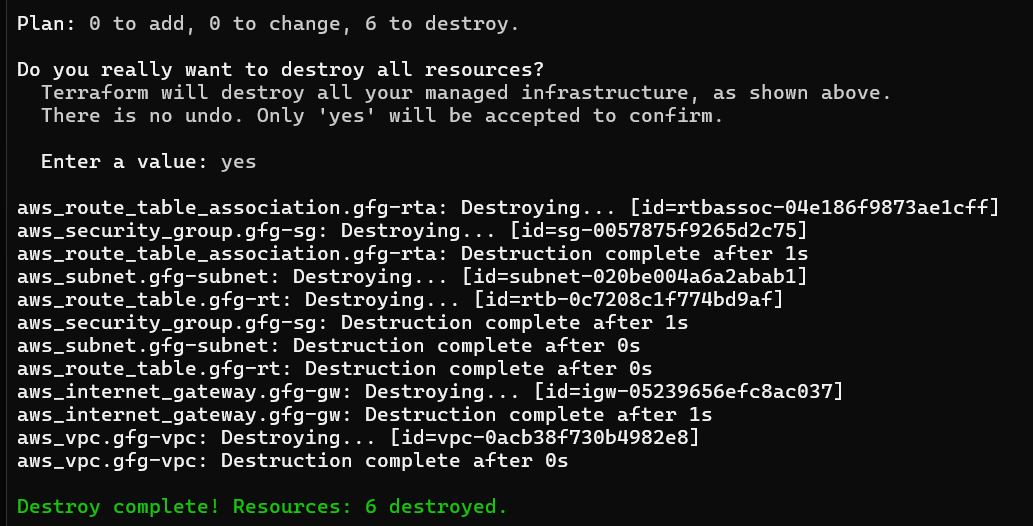 Plan: 0 to add, 0 to change, 6 to destroy.
Do you really want to destroy all resources?
Terraform will destroy all your managed infrastructure, as shown above.
There is no undo. Only 'yes' will be accepted to confirm.
Enter a value: yes
aws_route_table_association.gfg-rta: Destroying... [id=rtbassoc-04e186f9873ae1cff]
aws_security_group.gfg-sg: Destroying... [id=sg-0057875f9265d2c75]
aws_route_table_association.gfg-rta: Destruction complete after 1s
aws_subnet.gfg-subnet: Destroying... [id=subnet-020be004a6a2abab1]
aws_route_table.gfg-rt: Destroying... [id=rtb-0c7208c1f774bd9af]
aws_security_group.gfg-sg: Destruction complete after 1s
aws_subnet.gfg-subnet: Destruction complete after 0s
aws_route_table.gfg-rt: Destruction complete after 0s
aws_internet_gateway.gfg-gw: Destroying... [id=igw-05239656efc8ac037]
aws_internet_gateway.gfg-gw: Destruction complete after 1s
aws_vpc.gfg-vpc: Destroying... [id=vpc-0acb38f730b4982e8]
aws_vpc.gfg-vpc: Destruction complete after 0s
Destroy complete! Resources: 6 destroyed.